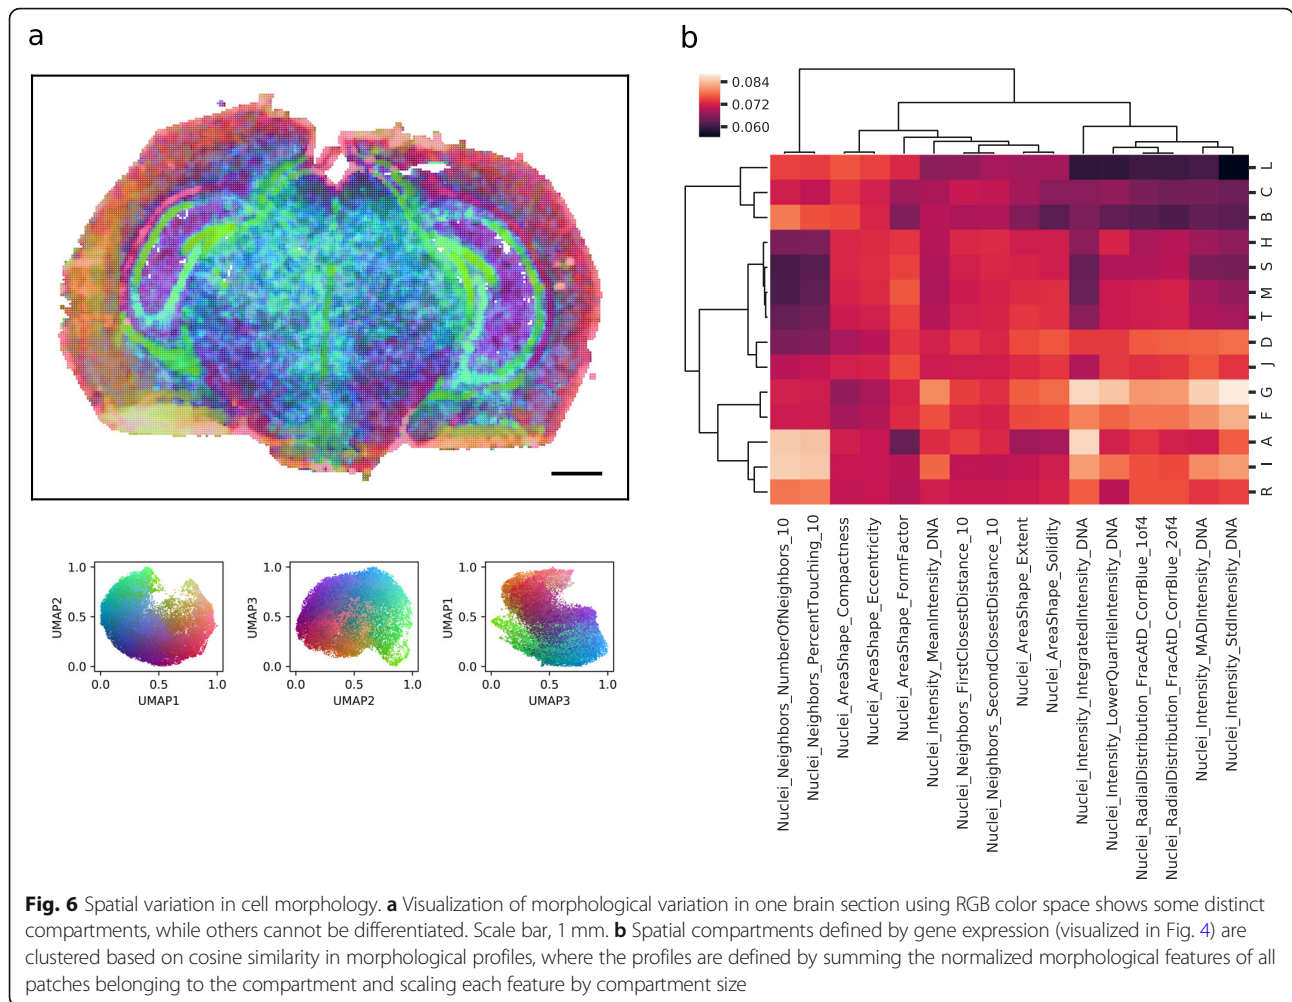 a
b
0.084
0.072
0.060
L
C
B
H
S
M
T
D
J
G
F
A
I
R
Nuclei_Neighbors_NumberOfNeighbors_10
Nuclei_Neighbors_PercentTouching_10
Nuclei_AreaShape_Compactness
Nuclei_AreaShape_Eccentricity
Nuclei_AreaShape_FormFactor
Nuclei_Intensity_MeanIntensity_DNA
Nuclei_Neighbors_FirstClosestDistance_10
Nuclei_Neighbors_SecondClosestDistance_10
Nuclei_AreaShape_Extent
Nuclei_AreaShape_Solidity
Nuclei_Intensity_IntegratedIntensity_DNA
Nuclei_Intensity_LowerQuartileIntensity_DNA
Nuclei_RadialDistribution_FracAtD_CorrBlue_1of4
Nuclei_RadialDistribution_FracAtD_CorrBlue_2of4
Nuclei_Intensity_MADIntensity_DNA
Nuclei_Intensity_StdIntensity_DNA
UMAP2
1.0
0.5
0.0
0.0 0.5 1.0
UMAP1
UMAP3
1.0
0.5
0.0
0.0 0.5 1.0
UMAP2
UMAP1
1.0
0.5
0.0
0.0 0.5 1.0
UMAP3
Fig. 6 Spatial variation in cell morphology. a Visualization of morphological variation in one brain section using RGB color space shows some distinct
compartments, while others cannot be differentiated. Scale bar, 1 mm. b Spatial compartments defined by gene expression (visualized in Fig. 4) are
clustered based on cosine similarity in morphological profiles, where the profiles are defined by summing the normalized morphological features of all
patches belonging to the compartment and scaling each feature by compartment size